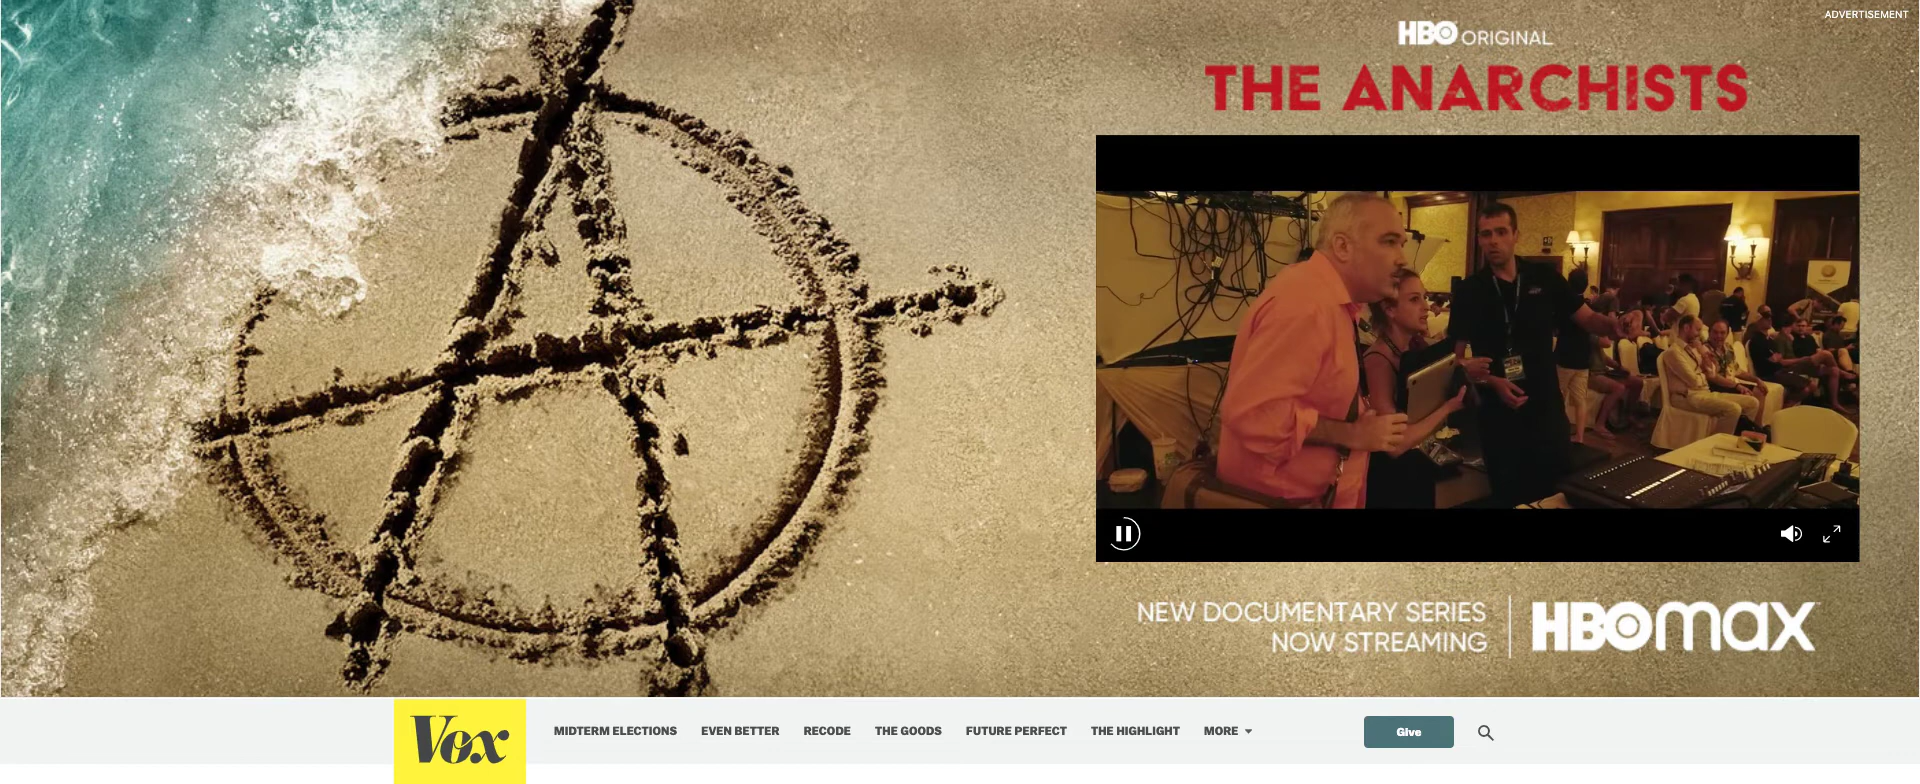 ADVERTISEMENT
HBO ORIGINAL
THE ANARCHISTS
NEW DOCUMENTARY SERIES
NOW STREAMING
HBOmax
Vox
MIDTERM ELECTIONS
EVEN BETTER
RECODE
THE GOODS
FUTURE PERFECT
THE HIGHLIGHT
MORE
Give